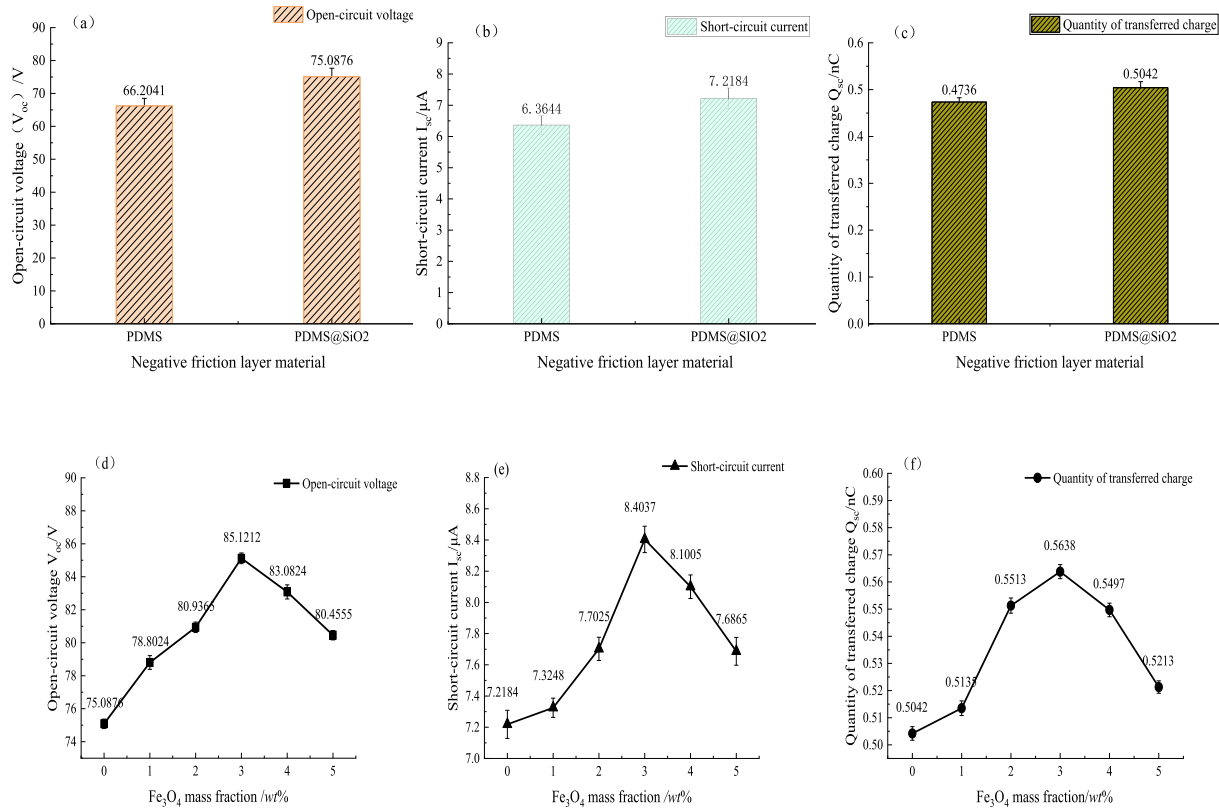 (a)
Open-circuit voltage
Open-circuit voltage（V_oc）/V
90
80
70
60
50
40
30
20
10
0
66.2041
75.0876
PDMS
PDMS@SiO2
Negative friction layer material
(b)
Short-circuit current
Short-circuit current I_sc/μA
9
8
7
6
5
4
3
2
1
0
6.3644
7.2184
PDMS
PDMS@SIO2
Negative friction layer material
(c)
Quantity of transferred charge
Quantity of transferred charge Q_sc/nC
0.6
0.5
0.4
0.3
0.2
0.1
0.0
0.4736
0.5042
PDMS
PDMS@SiO2
Negative friction layer material
(d)
Open-circuit voltage
Open-circuit voltage V_oc/V
90
88
86
84
82
80
78
76
74
75.0876
78.8024
80.9365
85.1212
83.0824
80.4555
0 1 2 3 4 5
Fe₃O₄ mass fraction /wt%
(e)
Short-circuit current
Short-circuit current I_sc/μA
8.8
8.6
8.4
8.2
8.0
7.8
7.6
7.4
7.2
7.0
7.2184
7.3248
7.7025
8.4037
8.1005
7.6865
0 1 2 3 4 5
Fe₃O₄ mass fraction /wt%
(f)
Quantity of transferred charge
Quantity of transferred charge Q_sc/nC
0.60
0.59
0.58
0.57
0.56
0.55
0.54
0.53
0.52
0.51
0.50
0.5042
0.5135
0.5513
0.5638
0.5497
0.5213
0 1 2 3 4 5
Fe₃O₄ mass fraction /wt%